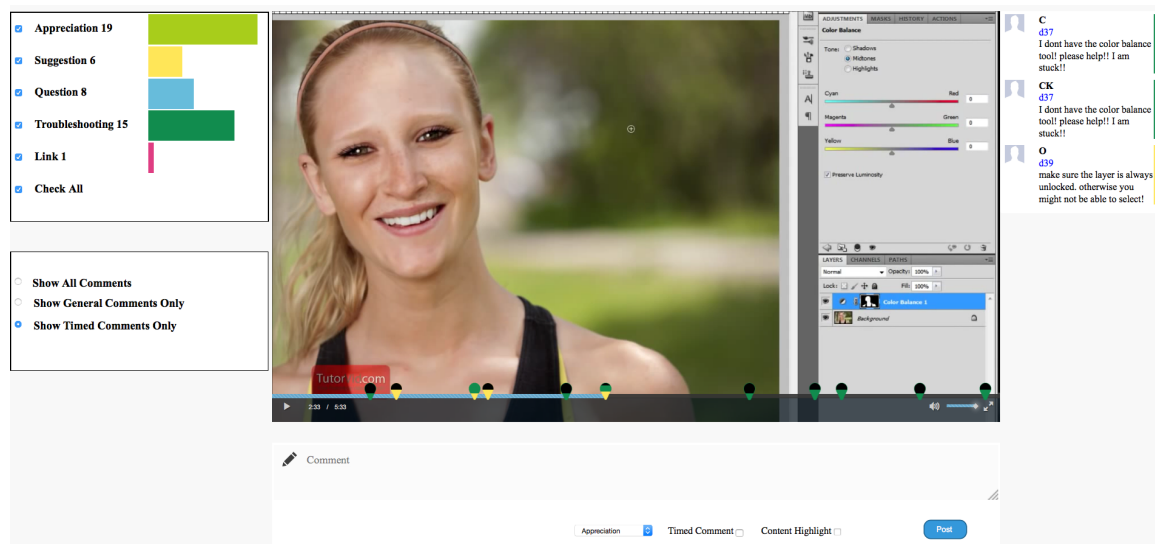 Appreciation 19
Suggestion 6
Question 8
Troubleshooting 15
Link 1
Check All
Show All Comments
Show General Comments Only
Show Timed Comments Only
Tutor .com
2:33 / 5:33
ADJUSTMENTS MASKS HISTORY ACTIONS
Color Balance
Tone: Shadows
Midtones
Highlights
Cyan Red 0
Magenta Green 0
Yellow Blue 0
Preserve Luminosity
LAYERS CHANNELS PATHS
Normal Opacity: 100%
Lock: Fill: 100%
Color Balance 1
Background
C
d37
I dont have the color balance
tool! please help!! I am
stuck!!
CK
d37
I dont have the color balance
tool! please help!! I am
stuck!!
O
d39
make sure the layer is always
unlocked. otherwise you
might not be able to select!
Comment
Appreciation Timed Comment Content Highlight Post